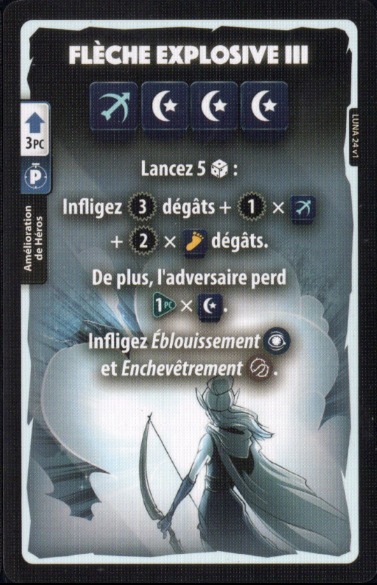 FLÈCHE EXPLOSIVE III
3PC
P
Amélioration
de Héros
LUNA 24 v1
Lancez 5 :
Infligez 3 dégâts + 1 ×
+ 2 × dégâts.
De plus, l'adversaire perd
1PC × .
Infligez Éblouissement
et Enchevêtrement .